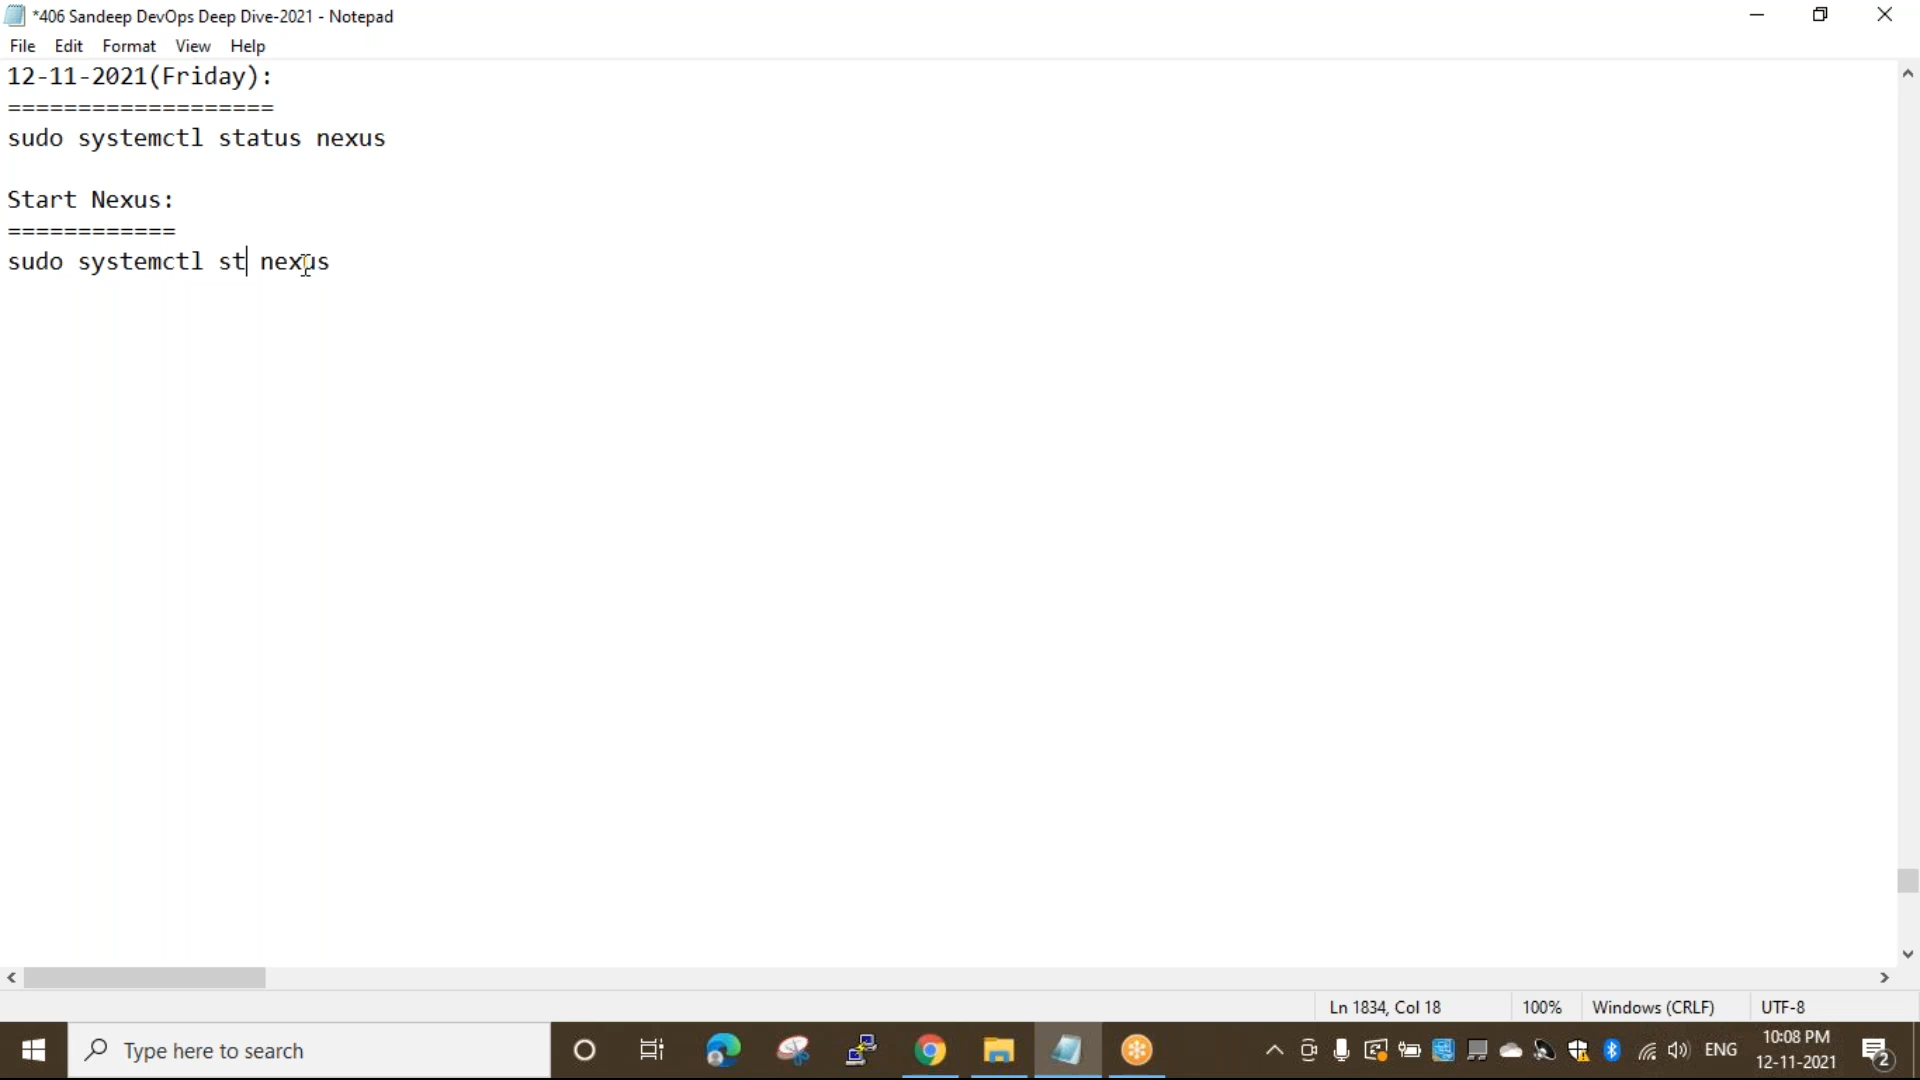 *406 Sandeep DevOps Deep Dive-2021 - Notepad
File Edit Format View Help
12-11-2021(Friday):
===================
sudo systemctl status nexus
Start Nexus:
============
sudo systemctl st nexus
Ln 1834, Col 18 100% Windows (CRLF) UTF-8
Type here to search
ENG
10:08 PM
12-11-2021
2